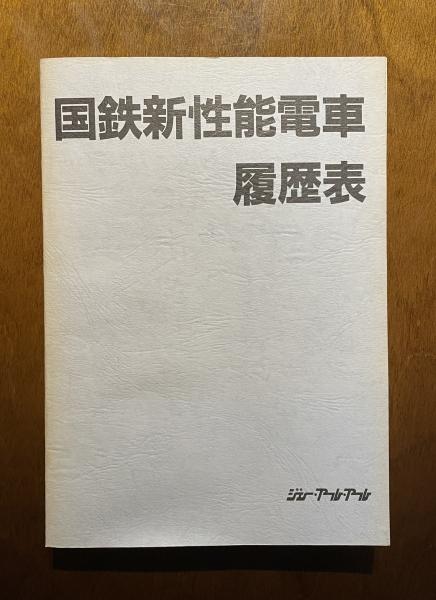 国鉄新性能電車
履歴表
ジェー・アール・アール